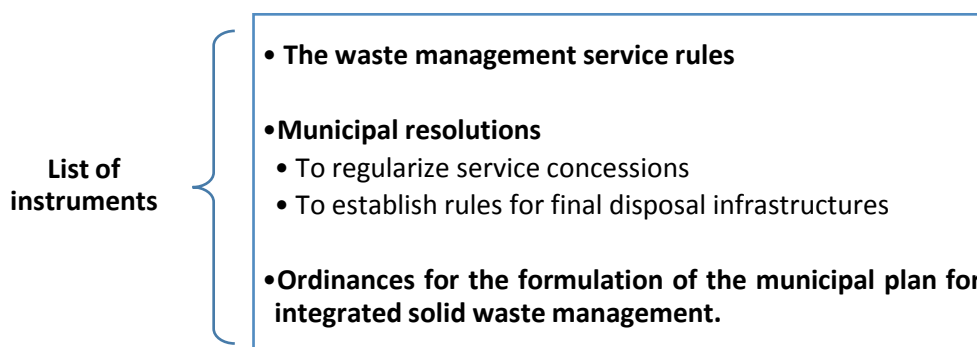 List of
instruments
• The waste management service rules
•Municipal resolutions
• To regularize service concessions
• To establish rules for final disposal infrastructures
•Ordinances for the formulation of the municipal plan for
integrated solid waste management.